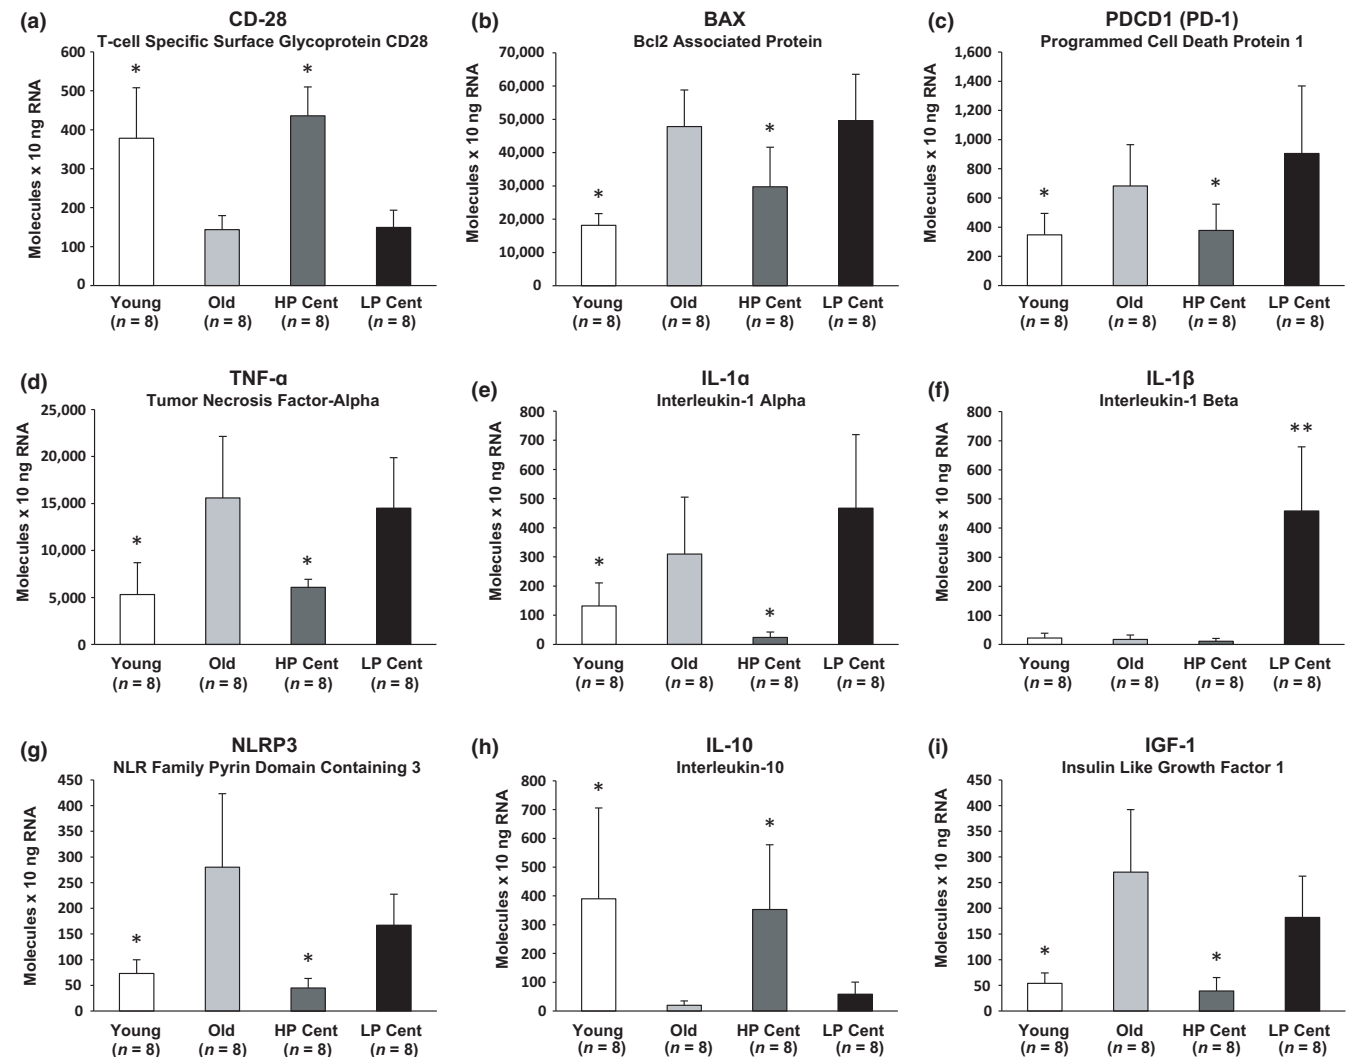 (a)
CD-28
T-cell Specific Surface Glycoprotein CD28
Molecules x 10 ng RNA
600
500
400
300
200
100
0
*
*
Young Old HP Cent LP Cent
(n = 8) (n = 8) (n = 8) (n = 8)
(b)
BAX
Bcl2 Associated Protein
Molecules x 10 ng RNA
70,000
60,000
50,000
40,000
30,000
20,000
10,000
0
*
*
Young Old HP Cent LP Cent
(n = 8) (n = 8) (n = 8) (n = 8)
(c)
PDCD1 (PD-1)
Programmed Cell Death Protein 1
Molecules x 10 ng RNA
1,600
1,400
1,200
1,000
800
600
400
200
0
*
*
Young Old HP Cent LP Cent
(n = 8) (n = 8) (n = 8) (n = 8)
(d)
TNF-α
Tumor Necrosis Factor-Alpha
Molecules x 10 ng RNA
25,000
20,000
15,000
10,000
5,000
0
*
*
Young Old HP Cent LP Cent
(n = 8) (n = 8) (n = 8) (n = 8)
(e)
IL-1α
Interleukin-1 Alpha
Molecules x 10 ng RNA
800
700
600
500
400
300
200
100
0
*
*
Young Old HP Cent LP Cent
(n = 8) (n = 8) (n = 8) (n = 8)
(f)
IL-1β
Interleukin-1 Beta
Molecules x 10 ng RNA
800
700
600
500
400
300
200
100
0
**
Young Old HP Cent LP Cent
(n = 8) (n = 8) (n = 8) (n = 8)
(g)
NLRP3
NLR Family Pyrin Domain Containing 3
Molecules x 10 ng RNA
450
400
350
300
250
200
150
100
50
0
*
*
Young Old HP Cent LP Cent
(n = 8) (n = 8) (n = 8) (n = 8)
(h)
IL-10
Interleukin-10
Molecules x 10 ng RNA
800
700
600
500
400
300
200
100
0
*
*
Young Old HP Cent LP Cent
(n = 8) (n = 8) (n = 8) (n = 8)
(i)
IGF-1
Insulin Like Growth Factor 1
Molecules x 10 ng RNA
450
400
350
300
250
200
150
100
50
0
*
*
Young Old HP Cent LP Cent
(n = 8) (n = 8) (n = 8) (n = 8)